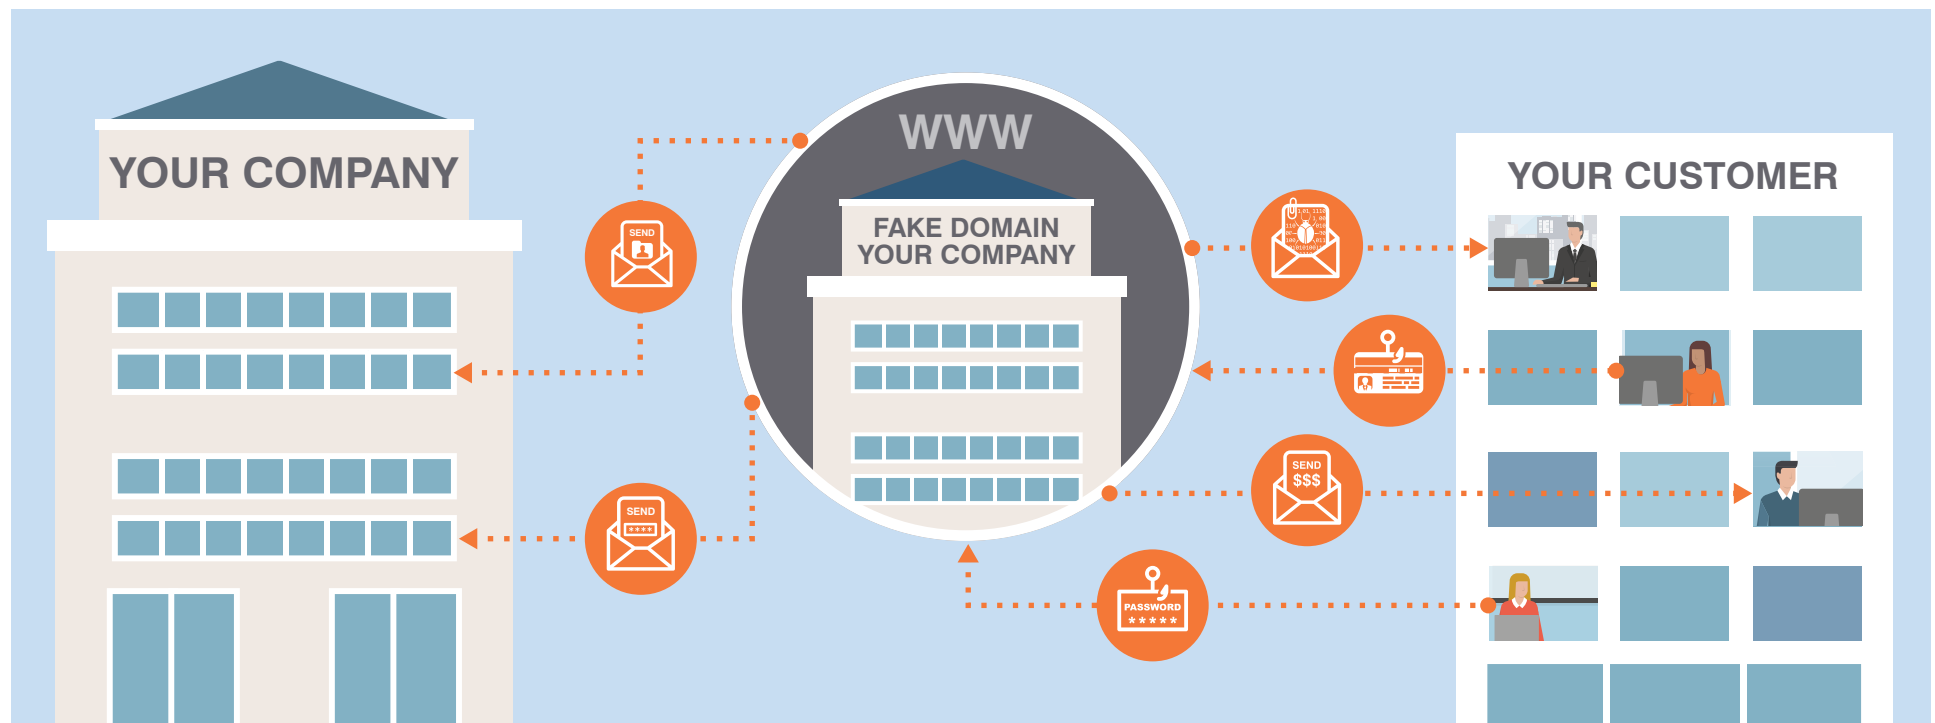 YOUR COMPANY
WWW
FAKE DOMAIN
YOUR COMPANY
YOUR CUSTOMER
SEND
SEND
****
SEND
$$$
PASSWORD
*****